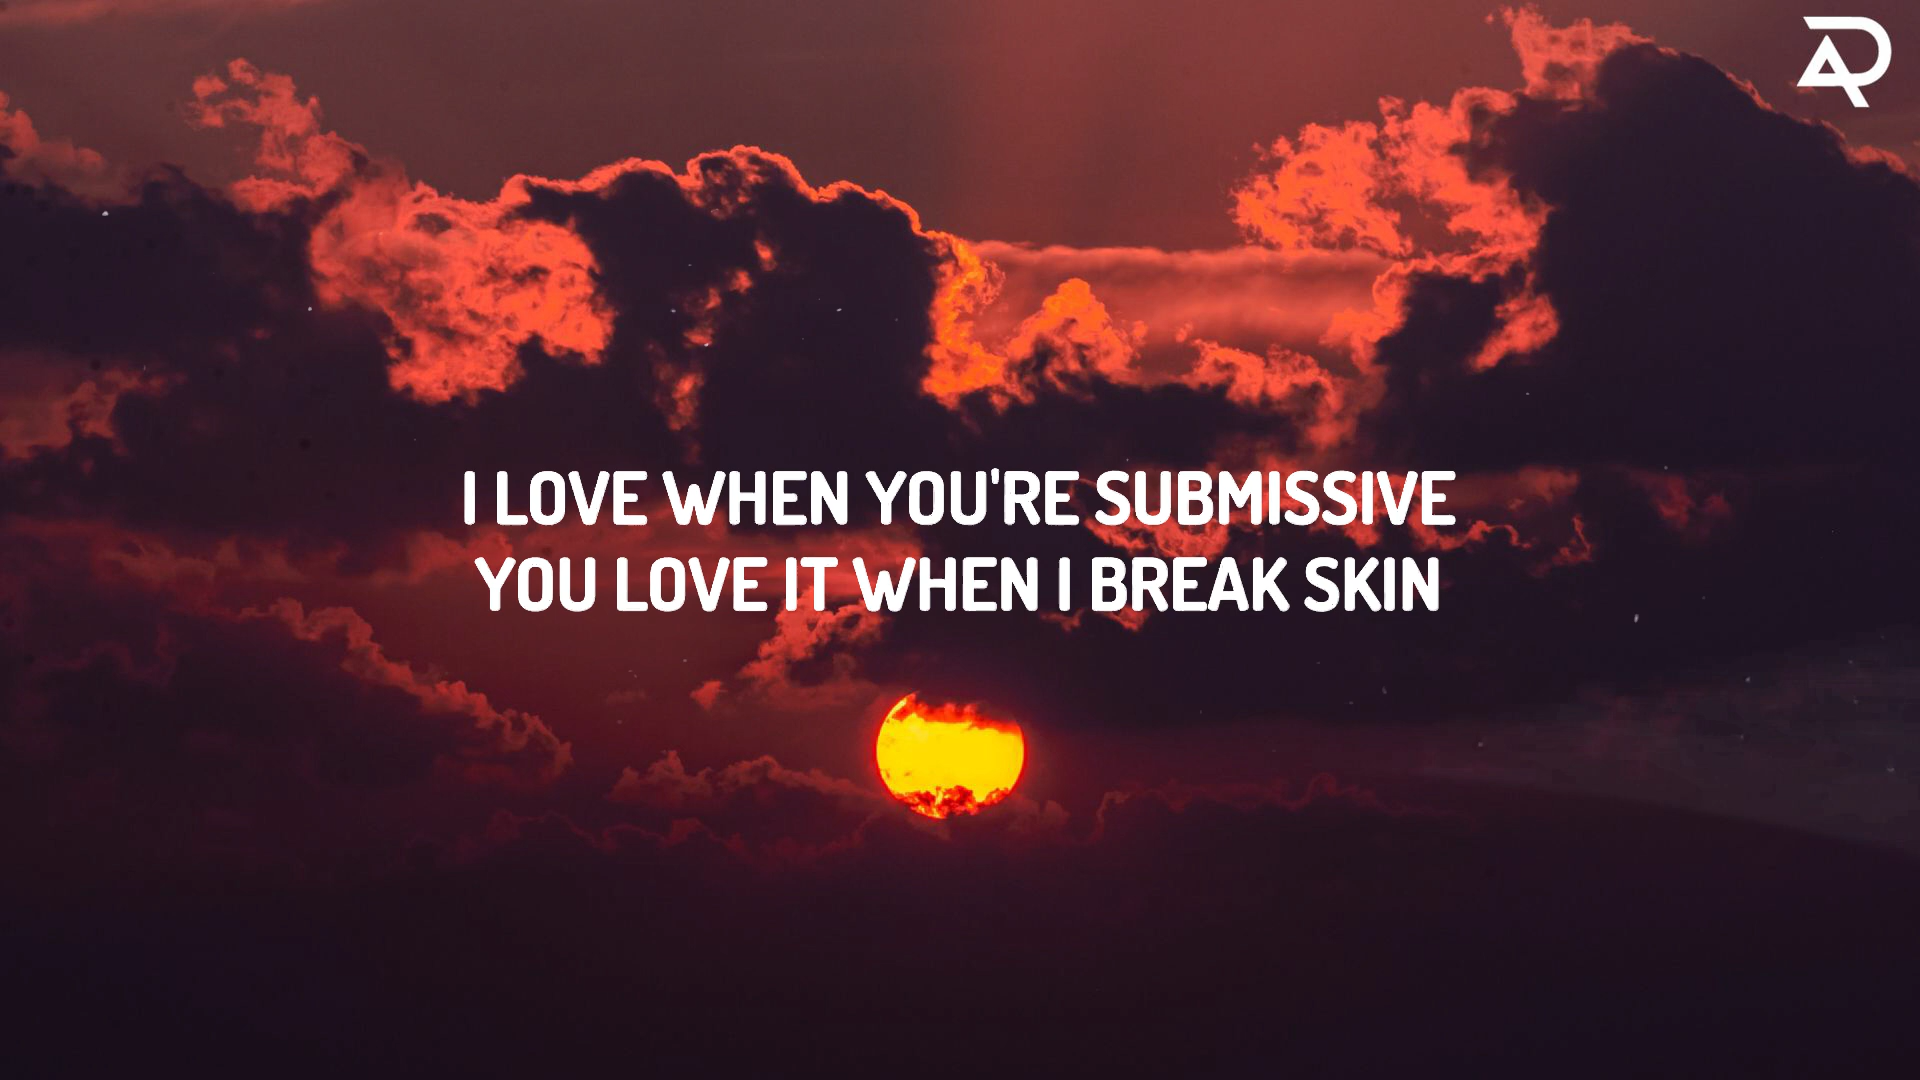 I LOVE WHEN YOU'RE SUBMISSIVE
YOU LOVE IT WHEN I BREAK SKIN